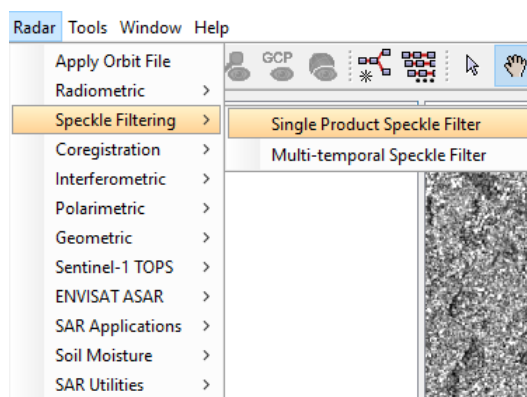 Radar Tools Window Help
GCP
Apply Orbit File
Radiometric
Speckle Filtering
Single Product Speckle Filter
Coregistration
Multi-temporal Speckle Filter
Interferometric
Polarimetric
Geometric
Sentinel-1 TOPS
ENVISAT ASAR
SAR Applications
Soil Moisture
SAR Utilities